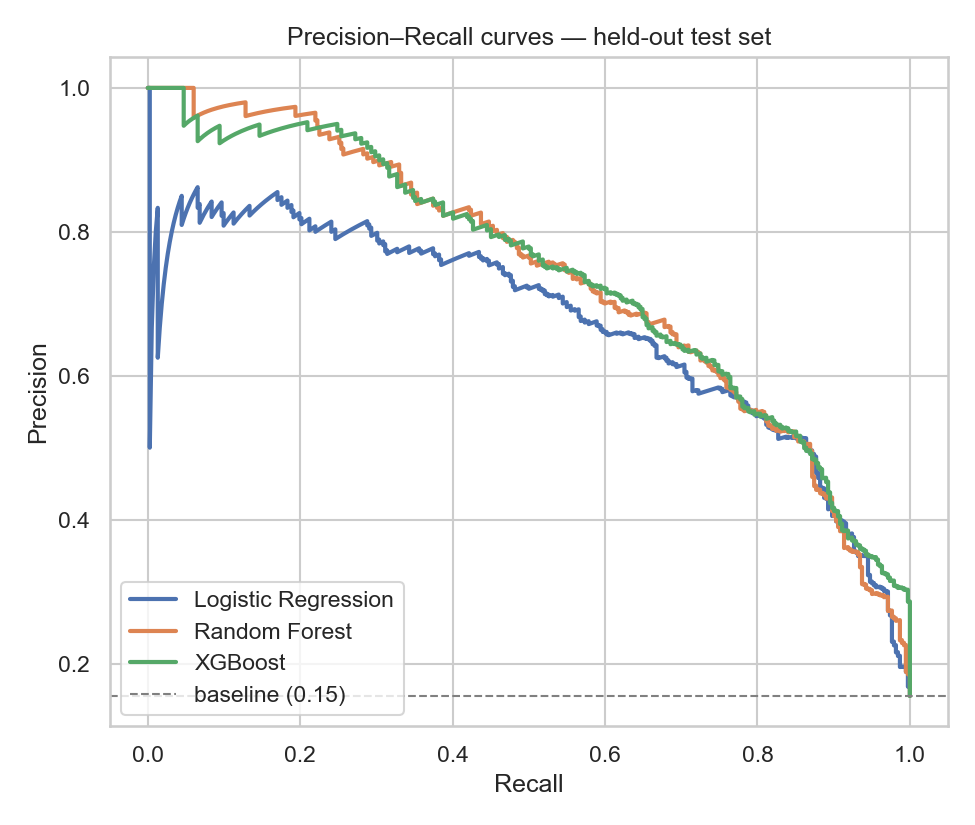 Precision–Recall curves — held-out test set
1.0
0.8
0.6
0.4
0.2
Precision
Logistic Regression
Random Forest
XGBoost
baseline (0.15)
0.0 0.2 0.4 0.6 0.8 1.0
Recall